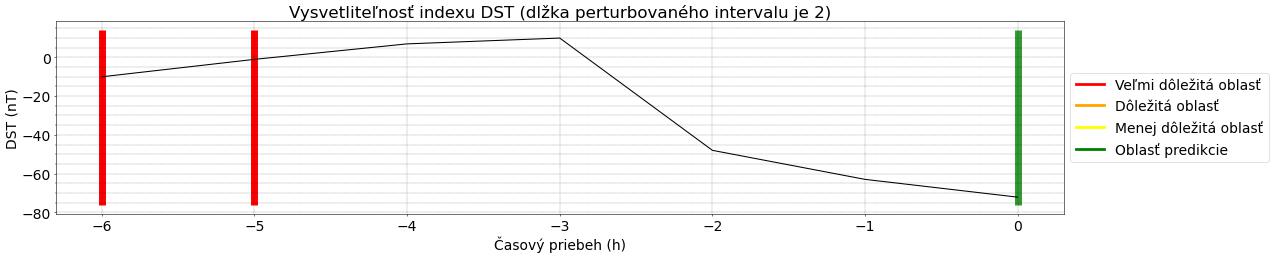 Vysvetliteľnosť indexu DST (dlžka perturbovaného intervalu je 2)
DST (nT)
0
−20
−40
−60
−80
−6
−5
−4
−3
−2
−1
0
Časový priebeh (h)
Veľmi dôležitá oblasť
Dôležitá oblasť
Menej dôležitá oblasť
Oblasť predikcie